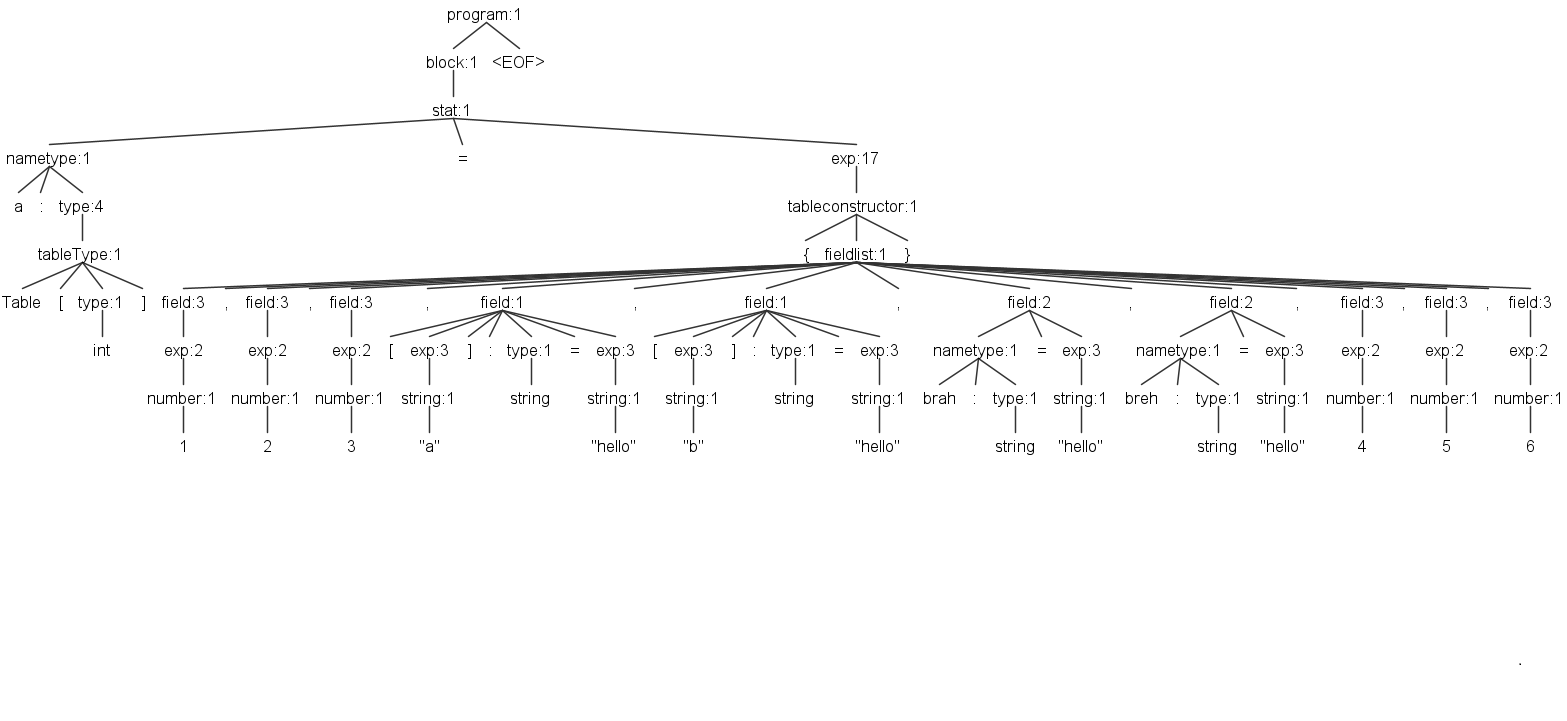 program:1
block:1 <EOF>
stat:1
nametype:1 = exp:17
a : type:4 tableconstructor:1
tableType:1 { fieldlist:1 }
Table [ type:1 ] field:3 , field:3 , field:3 , field:1 , field:1 , field:2 , field:2 , field:3 , field:3 , field:3
int exp:2 exp:2 exp:2 [ exp:3 ] : type:1 = exp:3 [ exp:3 ] : type:1 = exp:3 nametype:1 = exp:3 nametype:1 = exp:3 exp:2 exp:2 exp:2
number:1 number:1 number:1 string:1 string string:1 string:1 string string:1 brah : type:1 string:1 breh : type:1 string:1 number:1 number:1 number:1
1 2 3 "a" "hello" "b" "hello" string "hello" string "hello" 4 5 6
.